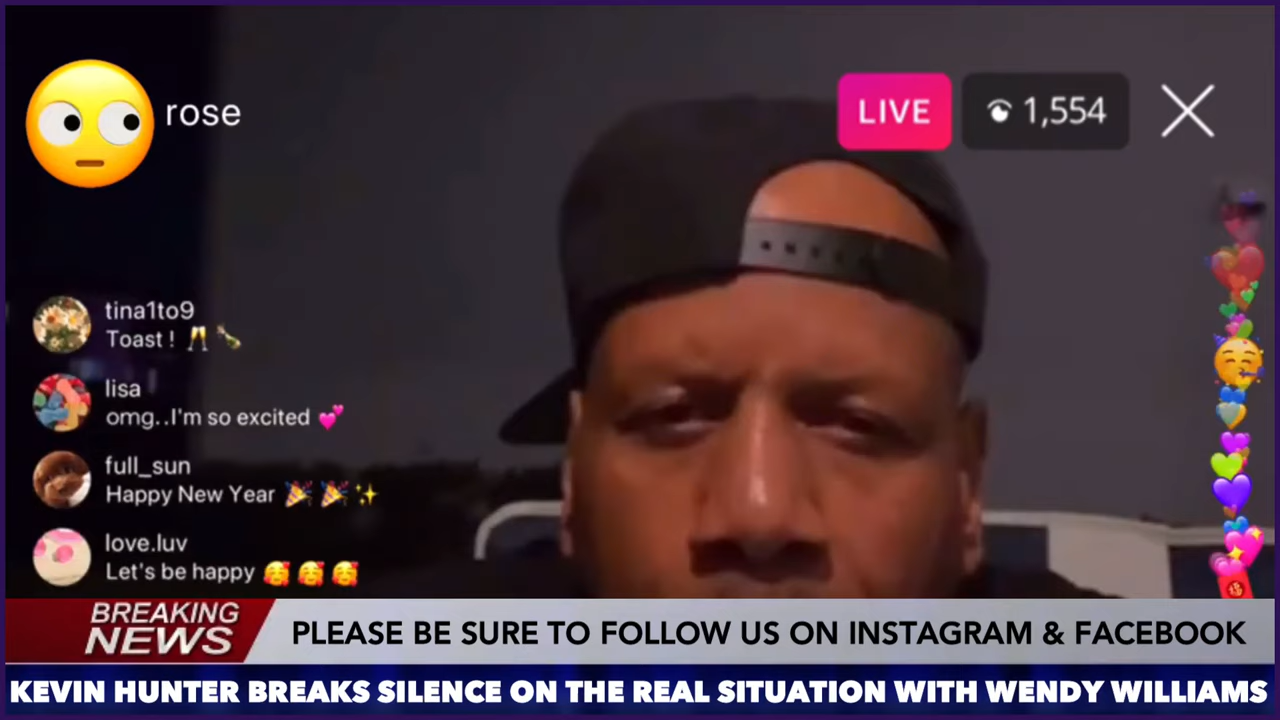 rose
LIVE
1,554
tina1to9
Toast ! 🥂 🍾
lisa
omg..I'm so excited 💕
full_sun
Happy New Year 🎉 🎉 ✨
love.luv
Let's be happy 🥰 🥰 🥰
BREAKING
NEWS
PLEASE BE SURE TO FOLLOW US ON INSTAGRAM & FACEBOOK
KEVIN HUNTER BREAKS SILENCE ON THE REAL SITUATION WITH WENDY WILLIAMS